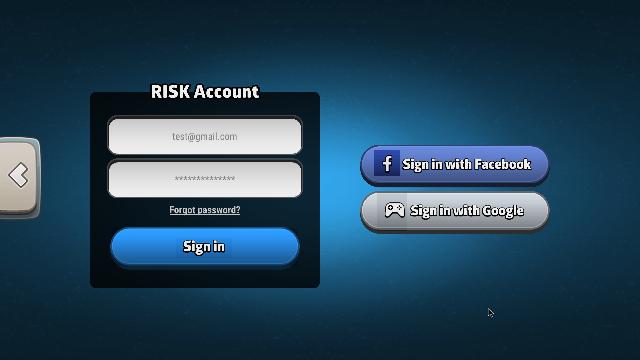 RISK Account
test@gmail.com
**************
Forgot password?
Sign in
f Sign in with Facebook
Sign in with Google